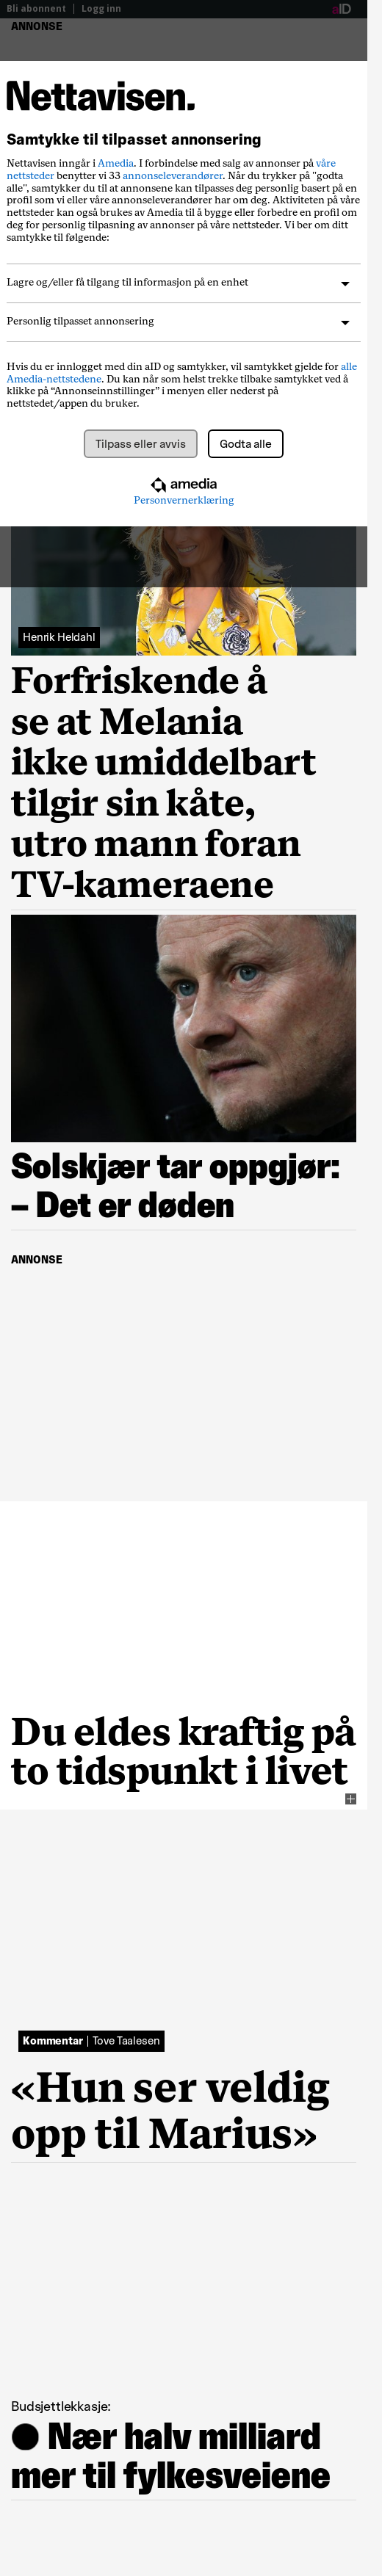 Bli abonnent | Logg inn aID
ANNONSE
Nettavisen.
Samtykke til tilpasset annonsering
Nettavisen inngår i Amedia. I forbindelse med salg av annonser på våre
nettsteder benytter vi 33 annonseleverandører. Når du trykker på "godta
alle", samtykker du til at annonsene kan tilpasses deg personlig basert på en
profil som vi eller våre annonseleverandører har om deg. Aktiviteten på våre
nettsteder kan også brukes av Amedia til å bygge eller forbedre en profil om
deg for personlig tilpasning av annonser på våre nettsteder. Vi ber om ditt
samtykke til følgende:
Lagre og/eller få tilgang til informasjon på en enhet
Personlig tilpasset annonsering
Hvis du er innlogget med din aID og samtykker, vil samtykket gjelde for alle
Amedia-nettstedene. Du kan når som helst trekke tilbake samtykket ved å
klikke på “Annonseinnstillinger” i menyen eller nederst på
nettstedet/appen du bruker.
Tilpass eller avvis Godta alle
amedia
Personvernerklæring
Henrik Heldahl
Forfriskende å
se at Melania
ikke umiddelbart
tilgir sin kåte,
utro mann foran
TV-kameraene
Solskjær tar oppgjør:
– Det er døden
ANNONSE
Du eldes kraftig på
to tidspunkt i livet
Kommentar | Tove Taalesen
«Hun ser veldig
opp til Marius»
Budsjettlekkasje:
● Nær halv milliard
mer til fylkesveiene